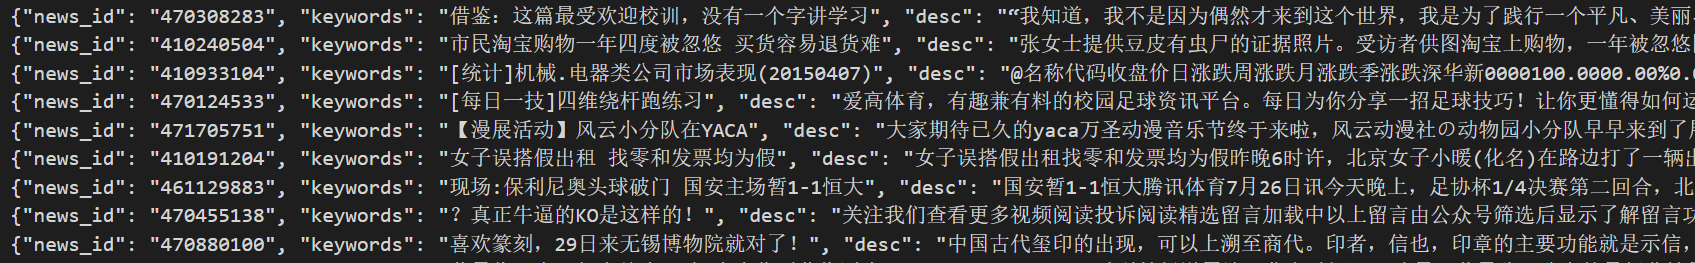 {"news_id": "470308283", "keywords": "借鉴：这篇最受欢迎校训，没有一个字讲学习", "desc": "“我知道，我不是因为偶然才来到这个世界，我是为了践行一个平凡、美丽
{"news_id": "410240504", "keywords": "市民淘宝购物一年四度被忽悠 买货容易退货难", "desc": "张女士提供豆皮有虫尸的证据照片。受访者供图淘宝上购物，一年被忽悠
{"news_id": "410933104", "keywords": "[统计]机械.电器类公司市场表现(20150407)", "desc": "@名称代码收盘价日涨跌周涨跌月涨跌季涨跌深华新0000100.0000.00%0.
{"news_id": "470124533", "keywords": "[每日一技]四维绕杆跑练习", "desc": "爱高体育，有趣兼有料的校园足球资讯平台。每日为你分享一招足球技巧！让你更懂得如何运
{"news_id": "471705751", "keywords": "【漫展活动】风云小分队在YACA", "desc": "大家期待已久的yaca万圣动漫音乐节终于来啦，风云动漫社の动物园小分队早早来到了
{"news_id": "410191204", "keywords": "女子误搭假出租 找零和发票均为假", "desc": "女子误搭假出租找零和发票均为假昨晚6时许，北京女子小暖(化名)在路边打了一辆出
{"news_id": "461129883", "keywords": "现场:保利尼奥头球破门 国安主场暂1-1恒大", "desc": "国安暂1-1恒大腾讯体育7月26日讯今天晚上，足协杯1/4决赛第二回合，北
{"news_id": "470455138", "keywords": "？真正牛逼的KO是这样的！", "desc": "关注我们查看更多视频阅读投诉阅读精选留言加载中以上留言由公众号筛选后显示了解留言功
{"news_id": "470880100", "keywords": "喜欢篆刻，29日来无锡博物院就对了！", "desc": "中国古代玺印的出现，可以上溯至商代。印者，信也，印章的主要功能就是示信，